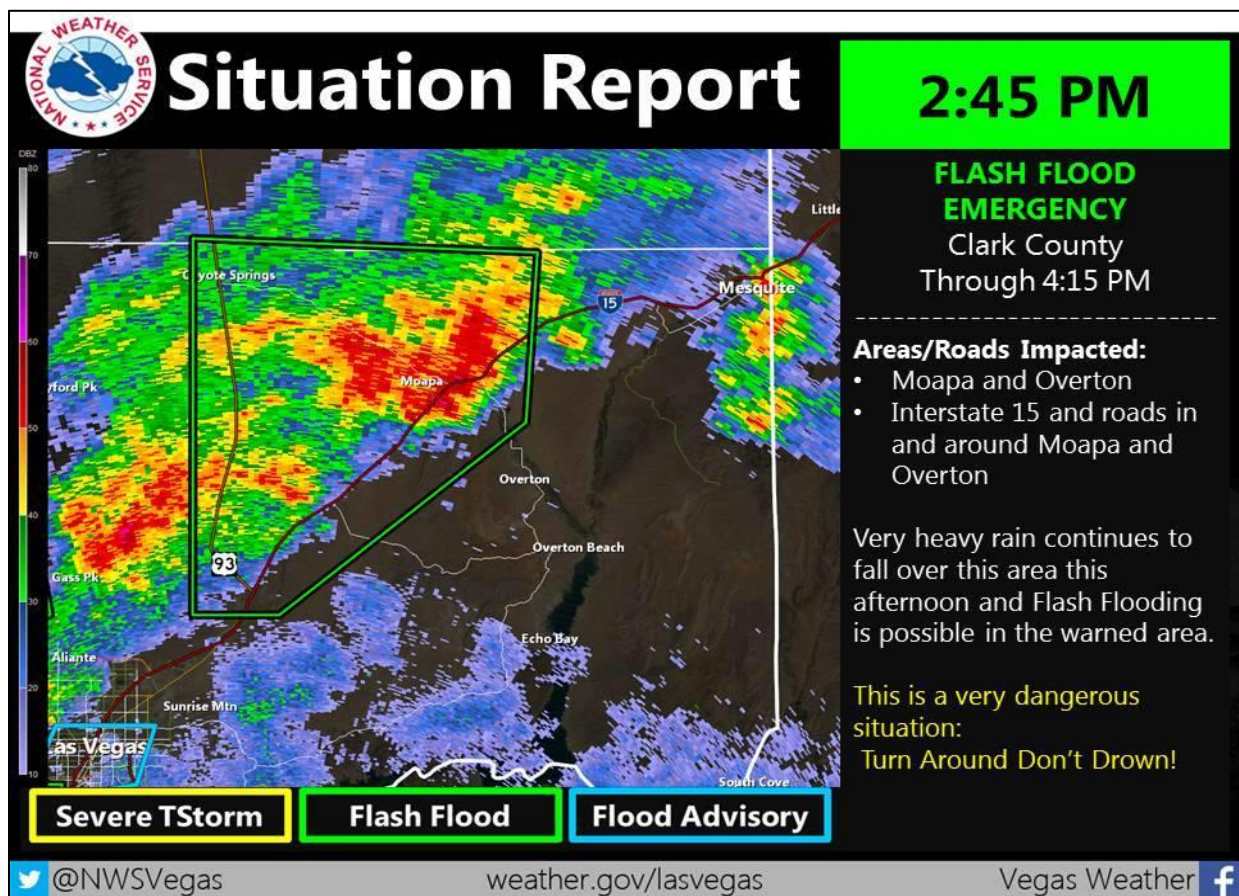 NATIONAL WEATHER SERVICE
Situation Report
2:45 PM
DBZ
80
70
60
50
40
30
20
10
Coyote Springs
Little
15
Mesquite
yford Pk
Moapa
Overton
Overton Beach
93
Gass Pk
Echo Bay
Aliante
Sunrise Mtn
as Vegas
South Cove
FLASH FLOOD
EMERGENCY
Clark County
Through 4:15 PM
------------------------------
Areas/Roads Impacted:
• Moapa and Overton
• Interstate 15 and roads in
and around Moapa and
Overton
Very heavy rain continues to
fall over this area this
afternoon and Flash Flooding
is possible in the warned area.
This is a very dangerous
situation:
Turn Around Don't Drown!
Severe TStorm
Flash Flood
Flood Advisory
@NWSVegas
weather.gov/lasvegas
Vegas Weather